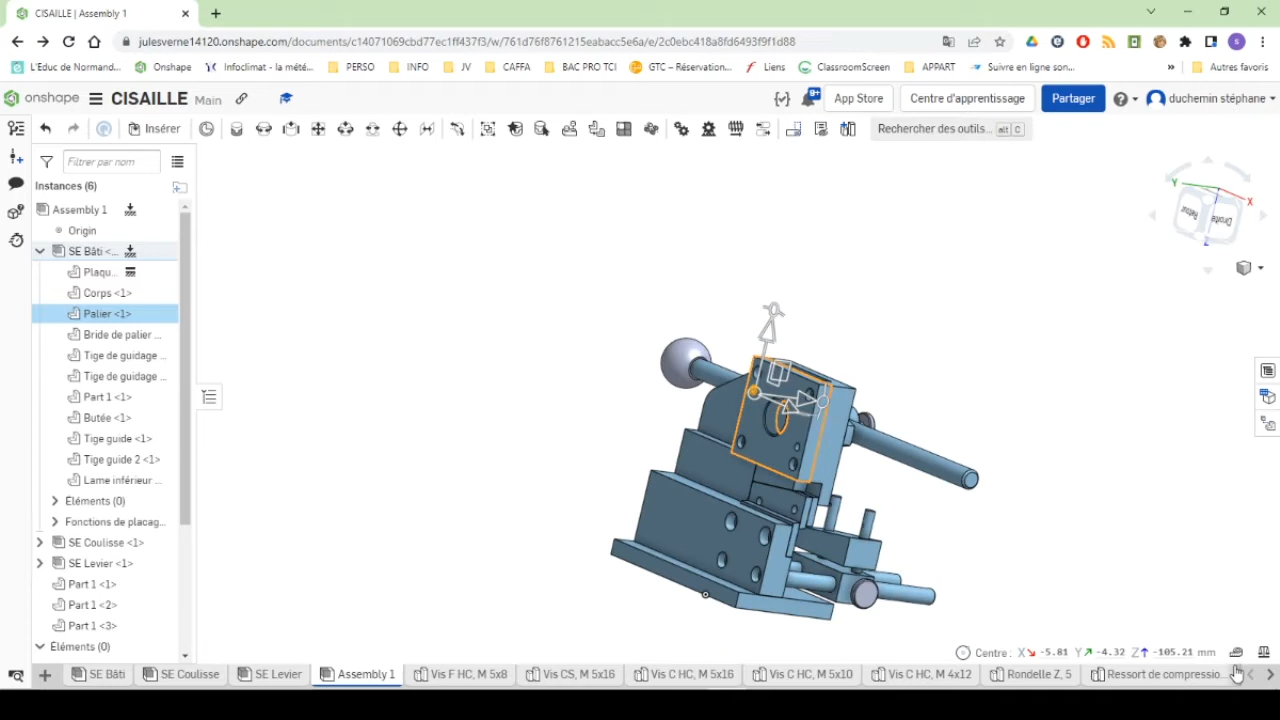 CISAILLE | Assembly 1
julesverne14120.onshape.com/documents/c14071069cbd77ec1ff437f3/w/761d76f8761215eabacc5e6a/e/2c0ebc418a8fd6493f9f1d88
S
L'Educ de Normand... Onshape Infoclimat - la mété... PERSO INFO JV CAFFA BAC PRO TCI GTC – Réservation... Liens ClassroomScreen APPART Suivre en ligne son... » Autres favoris
onshape CISAILLE Main 9+ App Store Centre d'apprentissage Partager duchemin stéphane
Insérer Rechercher des outils... alt C
Filtrer par nom
Instances (6)
Assembly 1
Origin
SE Bâti <...
Plaqu...
Corps <1>
Palier <1>
Bride de palier ...
Tige de guidage ...
Tige de guidage ...
Part 1 <1>
Butée <1>
Tige guide <1>
Tige guide 2 <1>
Lame inférieur ...
Éléments (0)
Fonctions de placag...
SE Coulisse <1>
SE Levier <1>
Part 1 <1>
Part 1 <2>
Part 1 <3>
Éléments (0)
Y X Z
Retour Droite
Centre: X -5.81 Y -4.32 Z -105.21 mm
SE Bâti SE Coulisse SE Levier Assembly 1 Vis F HC, M 5x8 Vis CS, M 5x16 Vis C HC, M 5x16 Vis C HC, M 5x10 Vis C HC, M 4x12 Rondelle Z, 5 Ressort de compressio...